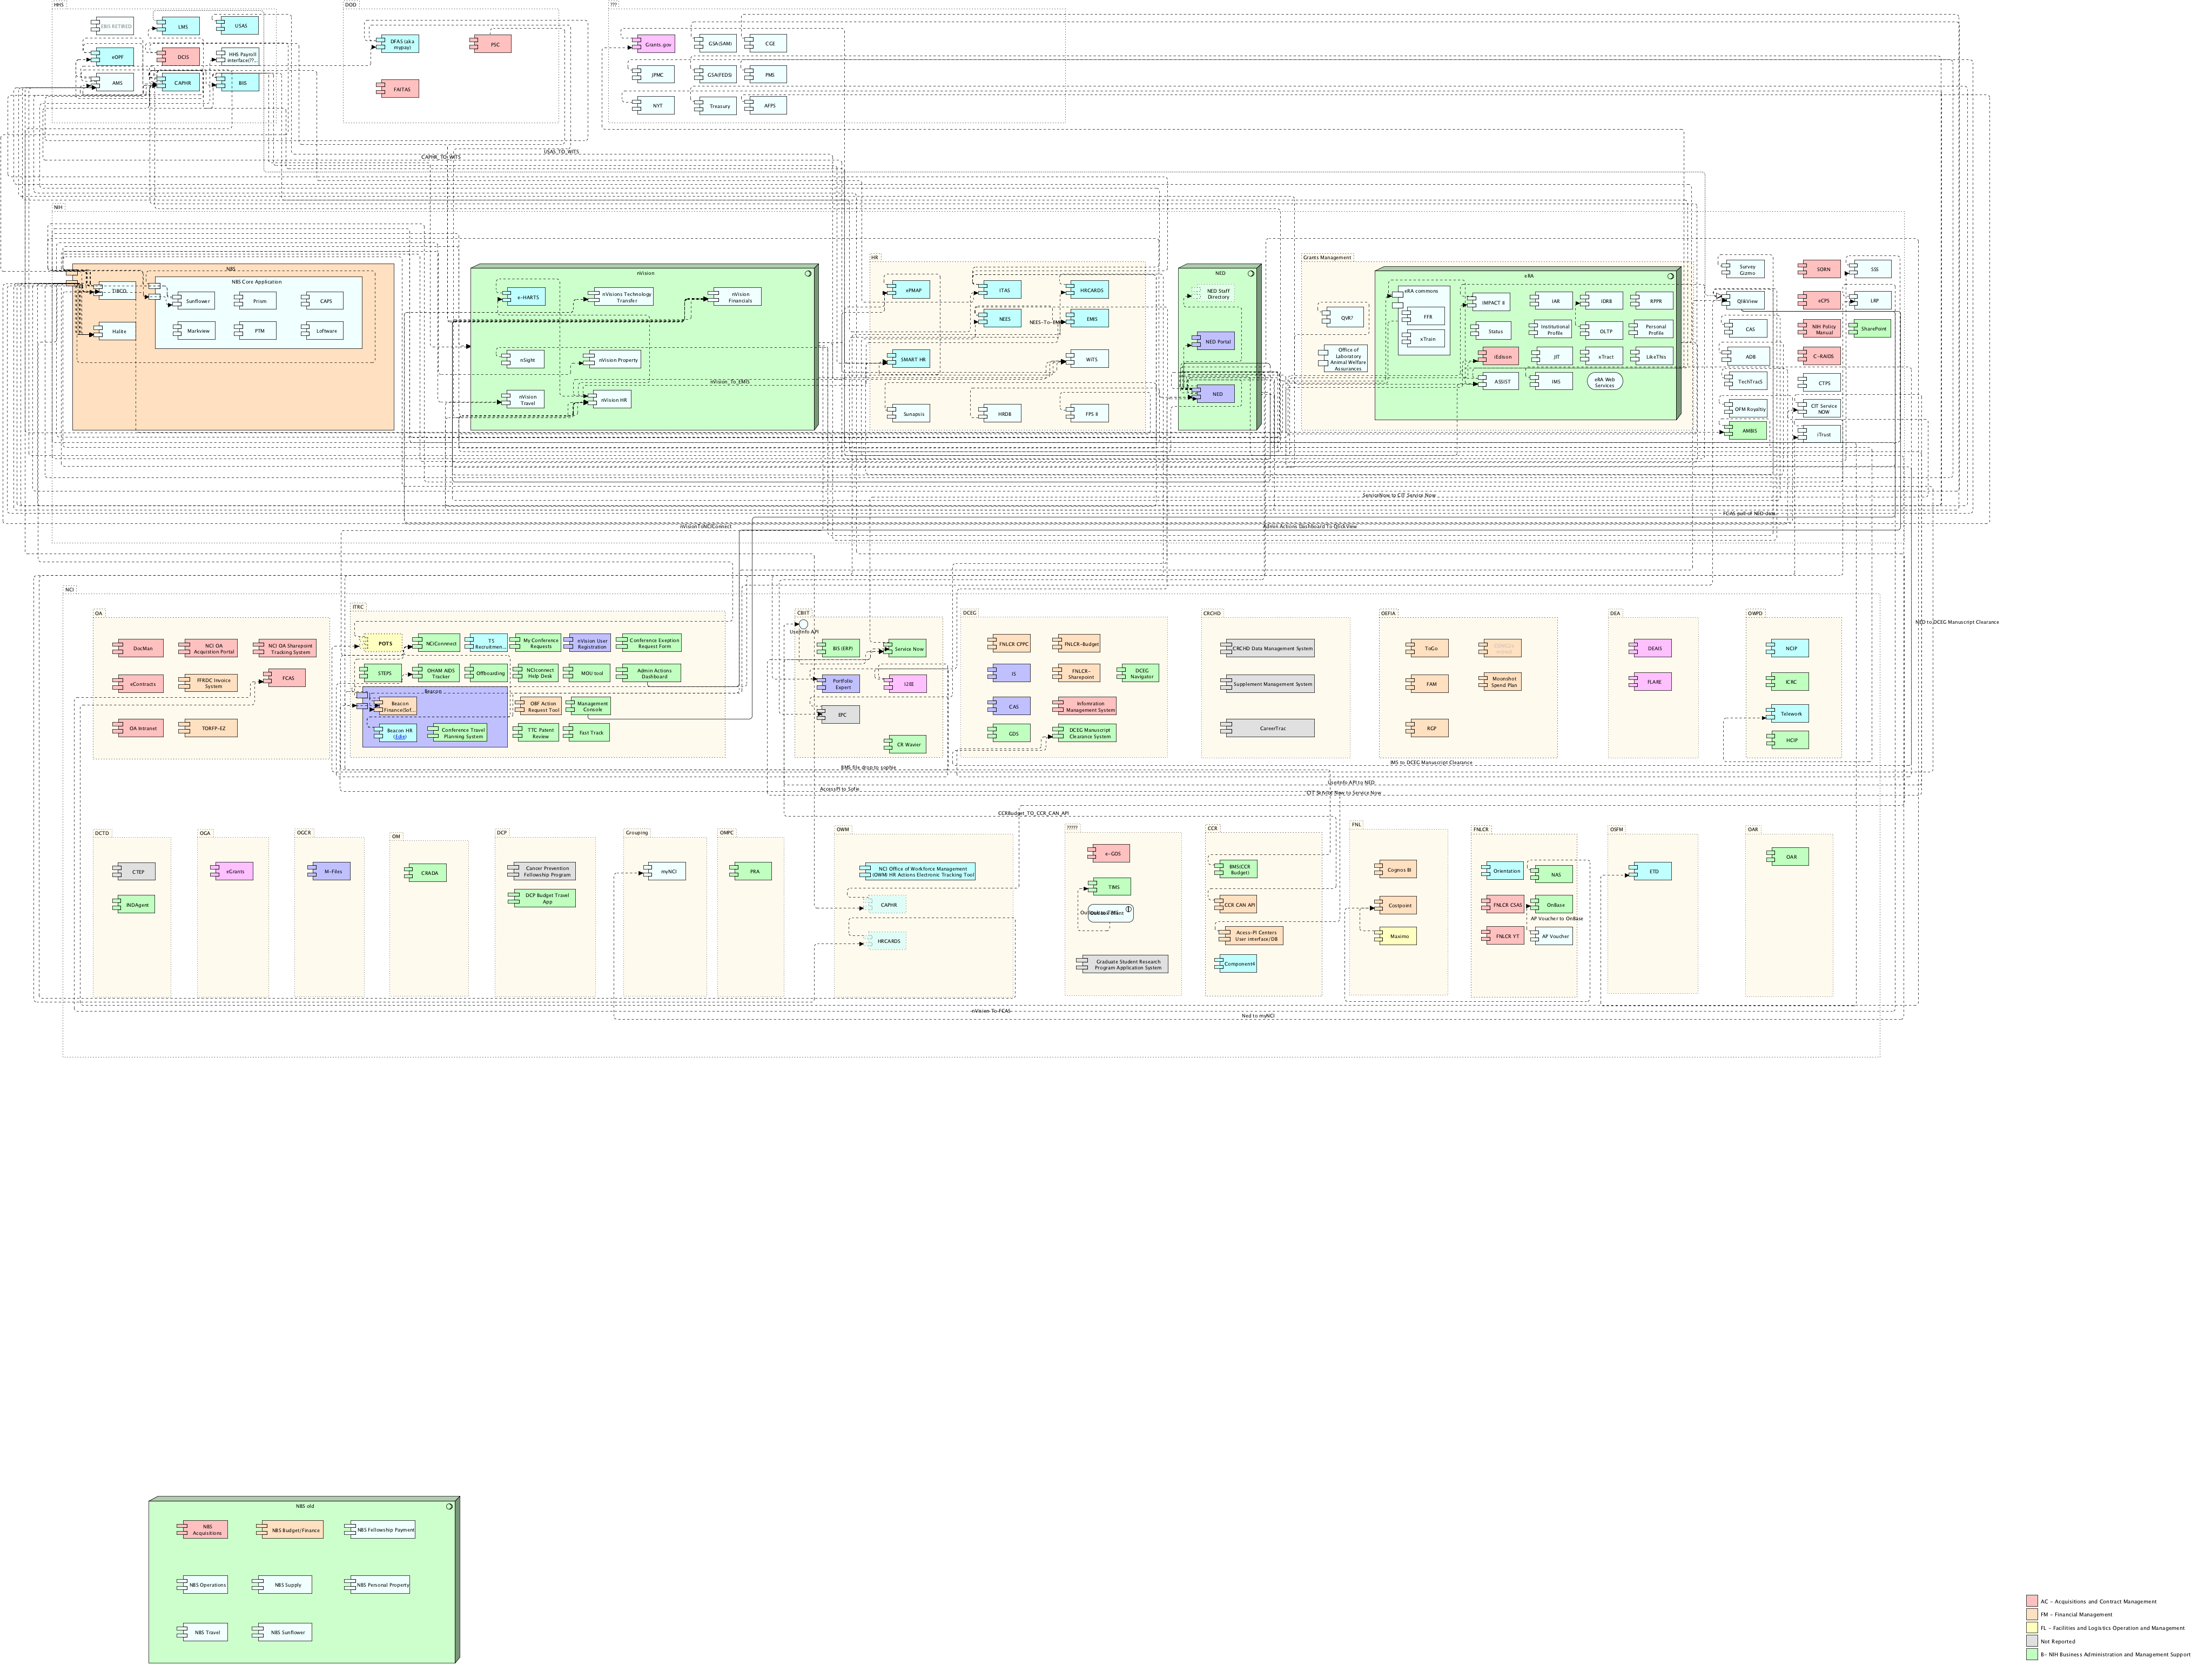 HHS
EBIS RETIRED
LMS
USAS
eOPF
DCIS
HHS Payroll
interface(??...
AMS
CAPHR
BIIS
DOD
DFAS (aka
mypay)
PSC
FAITAS
???
Grants.gov
GSA(SAM)
CGE
JPMC
GSA(FEDS)
PMS
NYT
Treasury
AFPS
USAS_TO_WITS
CAPHR_TO_WITS
NIH
NBS
TIBCO
Halite
NBS Core Application
Sunflower
Prism
CAPS
Markview
PTM
Loftware
nVision
e-HARTS
nVisions Technology
Transfer
nVision
Financials
nSight
nVision Property
nVision_To_EMIS
nVision
Travel
nVision HR
HR
ePMAP
ITAS
HRCARDS
NEES
NEES-To-EMIS
EMIS
SMART HR
WiTS
Sunapsis
HRDB
FPS II
NED
NED Staff
Directory
NED Portal
NED
Grants Management
QVR?
Office of
Laboratory
Animal Welfare
Assurances
eRA
eRA commons
FFR
xTrain
IMPACT II
IAR
IDRB
RPPR
Status
Institutional
Profile
OLTP
Personal
Profile
iEdison
JIT
xTract
LikeThis
ASSIST
IMS
eRA Web
Services
Survey
Gizmo
SORN
SSS
QlikView
eCPS
LRP
CAS
NIH Policy
Manual
SharePoint
ADB
C-RAIDS
TechTracS
CTPS
OFM Royaltiy
CIT Service
NOW
AMBIS
iTrust
ServiceNow to CIT Service Now
FCIAS pull of NED data
nVisionToNCIConnect
Admin Actions Dashboard To QlickView
NED to DCEG Manuscript Clearance
NCI
OA
DocMan
NCI OA
Acquisition Portal
NCI OA Sharepoint
Tracking System
eContracts
FFRDC Invoice
System
FCAS
OA Intranet
TORFP-EZ
ITRC
POTS
NCIConnnect
TS
Recruitmen...
My Conference
Requests
nVision User
Registration
Conference Exeption
Request Form
STEPS
OHAM AIDS
Tracker
Offboarding
NCIconnect
Help Desk
MOU tool
Admin Actions
Dashboard
Beacon
Beacon
Finance(Sof...
OBF Action
Request Tool
Management
Console
Beacon HR
(Edie)
Conference Travel
Planning System
TTC Patent
Review
Fast Track
CBIIT
UserInfo API
BIS (ERP)
Service Now
Portfolio
Expert
I2EE
EPC
CR Wavier
DCEG
FNLCR CPPC
FNLCR-Budget
IS
FNLCR-
Sharepoint
DCEG
Navigator
CAS
Infomration
Management System
GDS
DCEG Manuscript
Clearance System
CRCHD
CRCHD Data Management System
Supplement Management System
CareerTrac
OEFIA
ToGo
FAM
Moonshot
Spend Plan
RGP
DEA
DEAIS
FLARE
OWPD
NCIP
ICRC
Telework
HCIP
BMS file drop to sophie
IMS to DCEG Manuscript Clearance
UserInfo API to NED
AccessPI to Sofie
CIT Service Now to Service Now
CCRBudget_TO_CCR_CAN_API
DCTD
CTEP
INDAgent
OGA
eGrants
OGCR
M-Files
OM
CRADA
DCP
Cancer Prevention
Fellowship Program
DCP Budget Travel
App
Grouping
myNCI
OMPC
PRA
OWM
NCI Office of Workforce Management
(OWM) HR Actions Electronic Tracking Tool
CAPHR
HRCARDS
?????
e-GDS
TIMS
Graduate Student Research
Program Application System
CCR
BMS(CCR
Budget)
CCR CAN API
Acess-PI Centers
User interface/DB
Component4
FNL
Cognos BI
Costpoint
Maximo
FNLCR
Orientation
NAS
FNLCR CSAS
OnBase
AP Voucher to OnBase
FNLCR YT
AP Voucher
OSFM
ETD
OAR
OAR
nVision To FCAS
Ned to myNCI
NBS old
NBS
Acquisitions
NBS Budget/Finance
NBS Fellowship Payment
NBS Operations
NBS Supply
NBS Personal Property
NBS Travel
NBS Sunflower
AC - Acquisitions and Contract Management
FM - Financial Management
FL - Facilities and Logistics Operation and Management
Not Reported
B- NIH Business Administration and Management Support